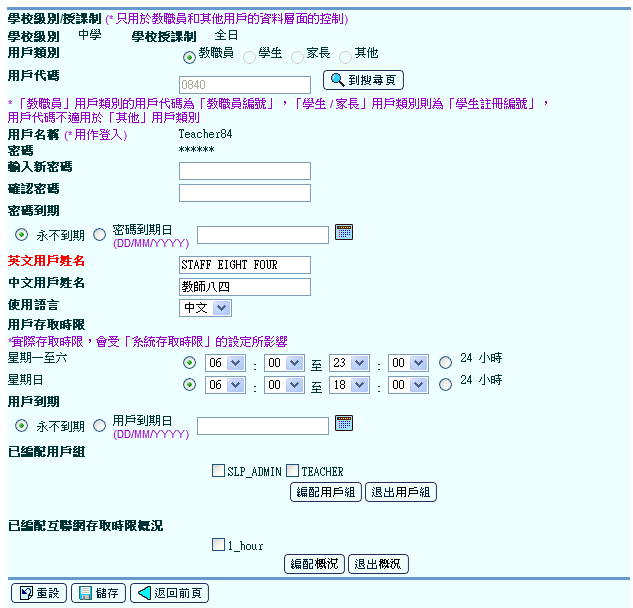 學校級別/授課制 (* 只用於教職員和其他用戶的資料層面的控制)
學校級別 中學 學校授課制 全日
用戶類別 教職員 學生 家長 其他
用戶代碼 0840 到搜尋頁
*「教職員」用戶類別的用戶代碼為「教職員編號」,「學生 / 家長」用戶類別則為「學生註冊編號」,
用戶代碼不適用於「其他」用戶類別
用戶名稱 (* 用作登入) Teacher84
密碼 ******
輸入新密碼
確認密碼
密碼到期
永不到期 密碼到期日
(DD/MM/YYYY)
英文用戶姓名 STAFF EIGHT FOUR
中文用戶姓名 教師八四
使用語言 中文
用戶存取時限
*實際存取時限,會受「系統存取時限」的設定所影響
星期一至六 06 : 00 至 23 : 00 24 小時
星期日 06 : 00 至 18 : 00 24 小時
用戶到期
永不到期 用戶到期日
(DD/MM/YYYY)
已編配用戶組
SLP_ADMIN TEACHER
編配用戶組 退出用戶組
已編配互聯網存取時限概況
1_hour
編配概況 退出概況
重設 儲存 返回前頁